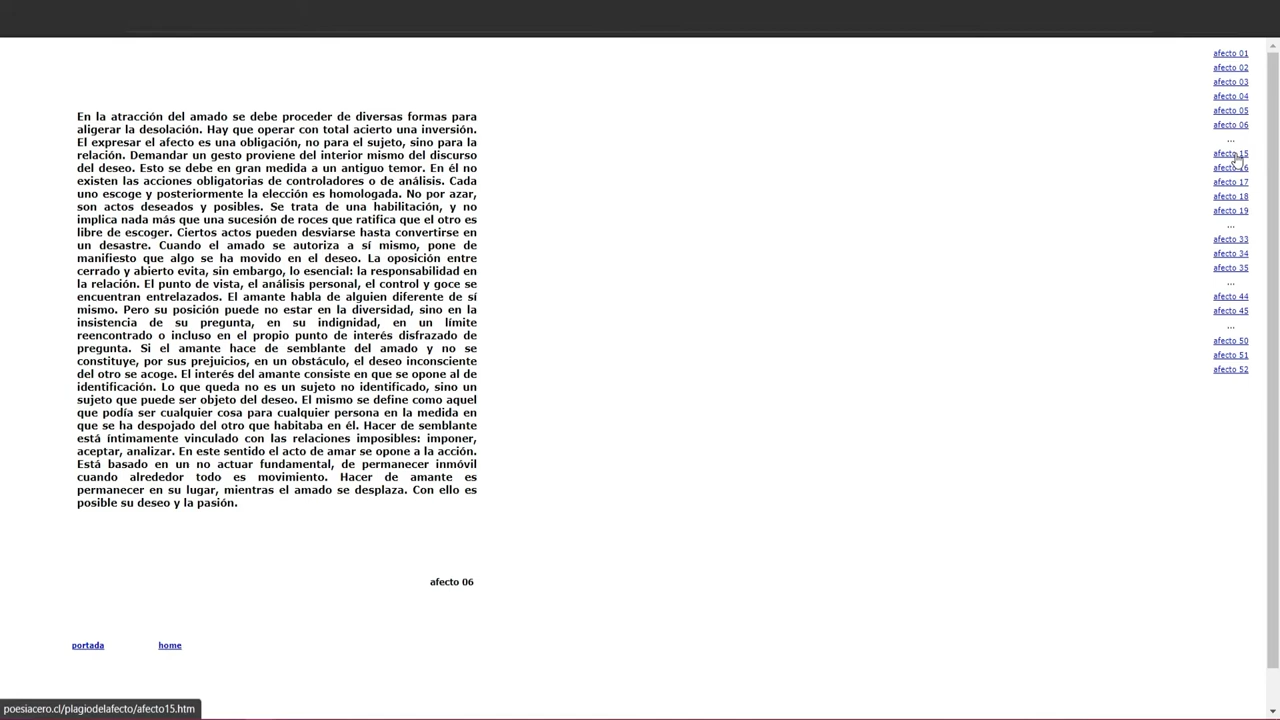 En la atracción del amado se debe proceder de diversas formas para
aligerar la desolación. Hay que operar con total acierto una inversión.
El expresar el afecto es una obligación, no para el sujeto, sino para la
relación. Demandar un gesto proviene del interior mismo del discurso
del deseo. Esto se debe en gran medida a un antiguo temor. En él no
existen las acciones obligatorias de controladores o de análisis. Cada
uno escoge y posteriormente la elección es homologada. No por azar,
son actos deseados y posibles. Se trata de una habilitación, y no
implica nada más que una sucesión de roces que ratifica que el otro es
libre de escoger. Ciertos actos pueden desviarse hasta convertirse en
un desastre. Cuando el amado se autoriza a sí mismo, pone de
manifiesto que algo se ha movido en el deseo. La oposición entre
cerrado y abierto evita, sin embargo, lo esencial: la responsabilidad en
la relación. El punto de vista, el análisis personal, el control y goce se
encuentran entrelazados. El amante habla de alguien diferente de sí
mismo. Pero su posición puede no estar en la diversidad, sino en la
insistencia de su pregunta, en su indignidad, en un límite
reencontrado o incluso en el propio punto de interés disfrazado de
pregunta. Si el amante hace de semblante del amado y no se
constituye, por sus prejuicios, en un obstáculo, el deseo inconsciente
del otro se acoge. El interés del amante consiste en que se opone al de
identificación. Lo que queda no es un sujeto no identificado, sino un
sujeto que puede ser objeto del deseo. El mismo se define como aquel
que podía ser cualquier cosa para cualquier persona en la medida en
que se ha despojado del otro que habitaba en él. Hacer de semblante
está íntimamente vinculado con las relaciones imposibles: imponer,
aceptar, analizar. En este sentido el acto de amar se opone a la acción.
Está basado en un no actuar fundamental, de permanecer inmóvil
cuando alrededor todo es movimiento. Hacer de amante es
permanecer en su lugar, mientras el amado se desplaza. Con ello es
posible su deseo y la pasión.
afecto 06
portada
home
afecto 01
afecto 02
afecto 03
afecto 04
afecto 05
afecto 06
...
afecto 15
afecto 16
afecto 17
afecto 18
afecto 19
...
afecto 33
afecto 34
afecto 35
...
afecto 44
afecto 45
...
afecto 50
afecto 51
afecto 52
poesiacero.cl/plagiodelafecto/afecto15.htm